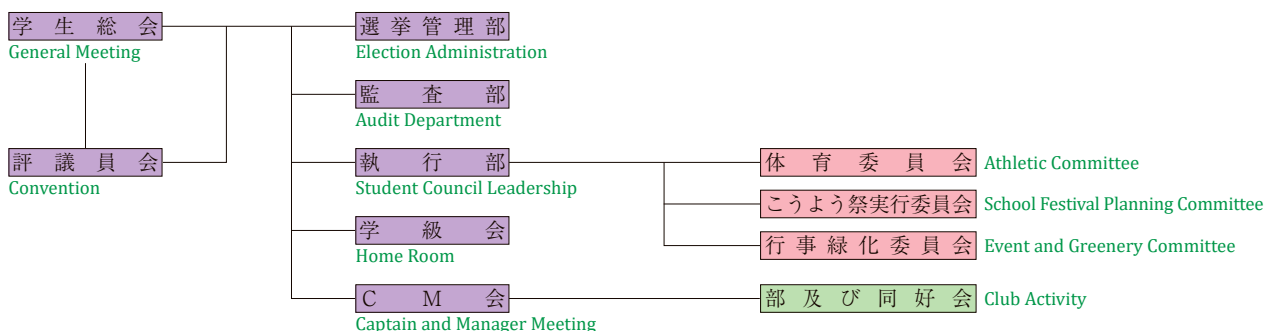 学生総会
General Meeting
選挙管理部
Election Administration
監査部
Audit Department
評議員会
Convention
執行部
Student Council Leadership
体育委員会
Athletic Committee
こうよう祭実行委員会
School Festival Planning Committee
学級会
Home Room
行事緑化委員会
Event and Greenery Committee
CM会
Captain and Manager Meeting
部及び同好会
Club Activity